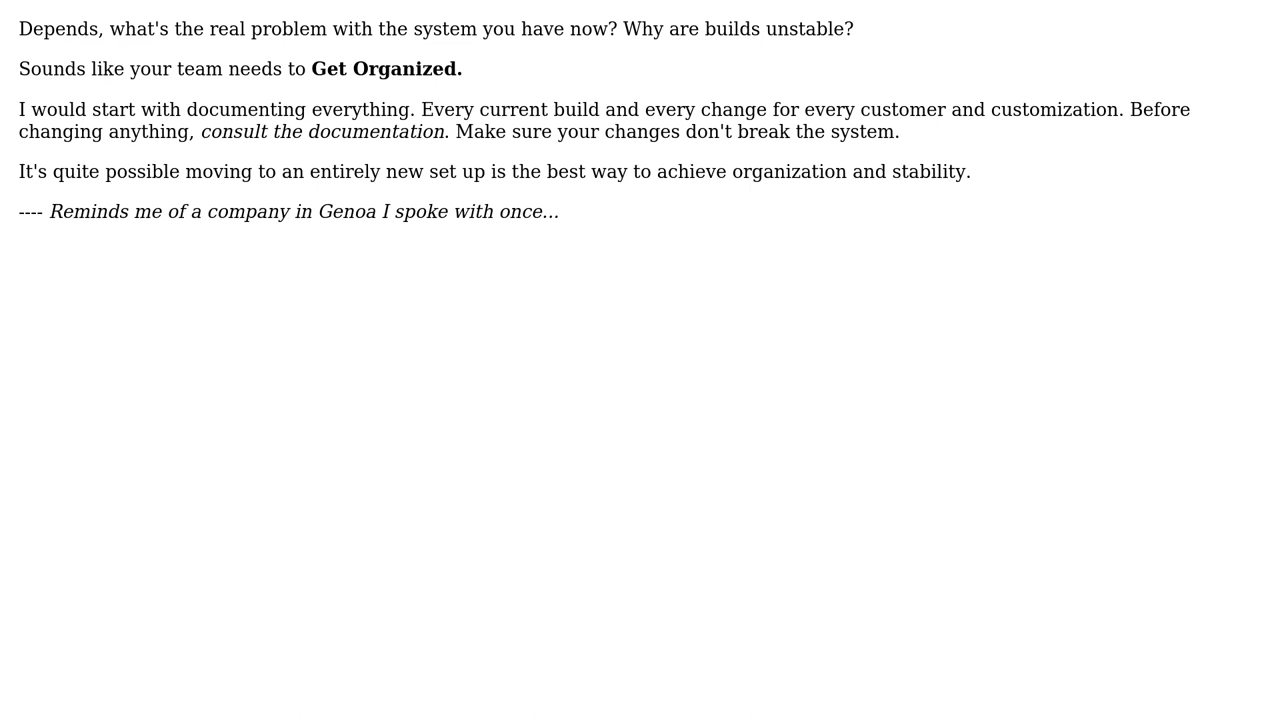 Depends, what's the real problem with the system you have now? Why are builds unstable?
Sounds like your team needs to Get Organized.
I would start with documenting everything. Every current build and every change for every customer and customization. Before
changing anything, consult the documentation. Make sure your changes don't break the system.
It's quite possible moving to an entirely new set up is the best way to achieve organization and stability.
---- Reminds me of a company in Genoa I spoke with once...